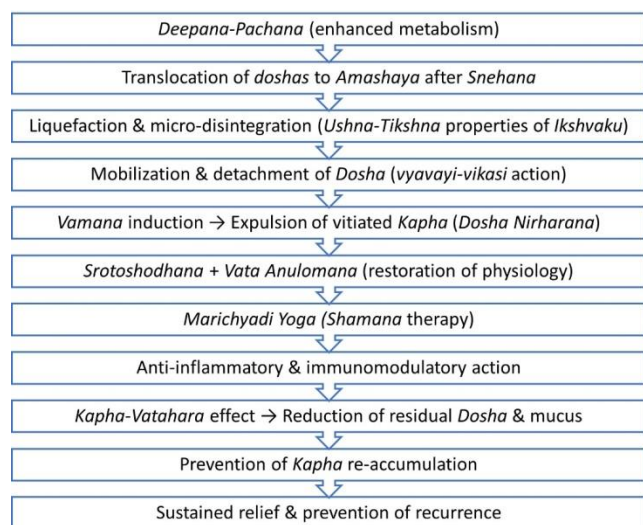 Deepana-Pachana (enhanced metabolism)
Translocation of doshas to Amashaya after Snehana
Liquefaction & micro-disintegration (Ushna-Tikshna properties of Ikshvaku)
Mobilization & detachment of Dosha (vyavayi-vikasi action)
Vamana induction → Expulsion of vitiated Kapha (Dosha Nirharana)
Srotoshodhana + Vata Anulomana (restoration of physiology)
Marichyadi Yoga (Shamana therapy)
Anti-inflammatory & immunomodulatory action
Kapha-Vatahara effect → Reduction of residual Dosha & mucus
Prevention of Kapha re-accumulation
Sustained relief & prevention of recurrence